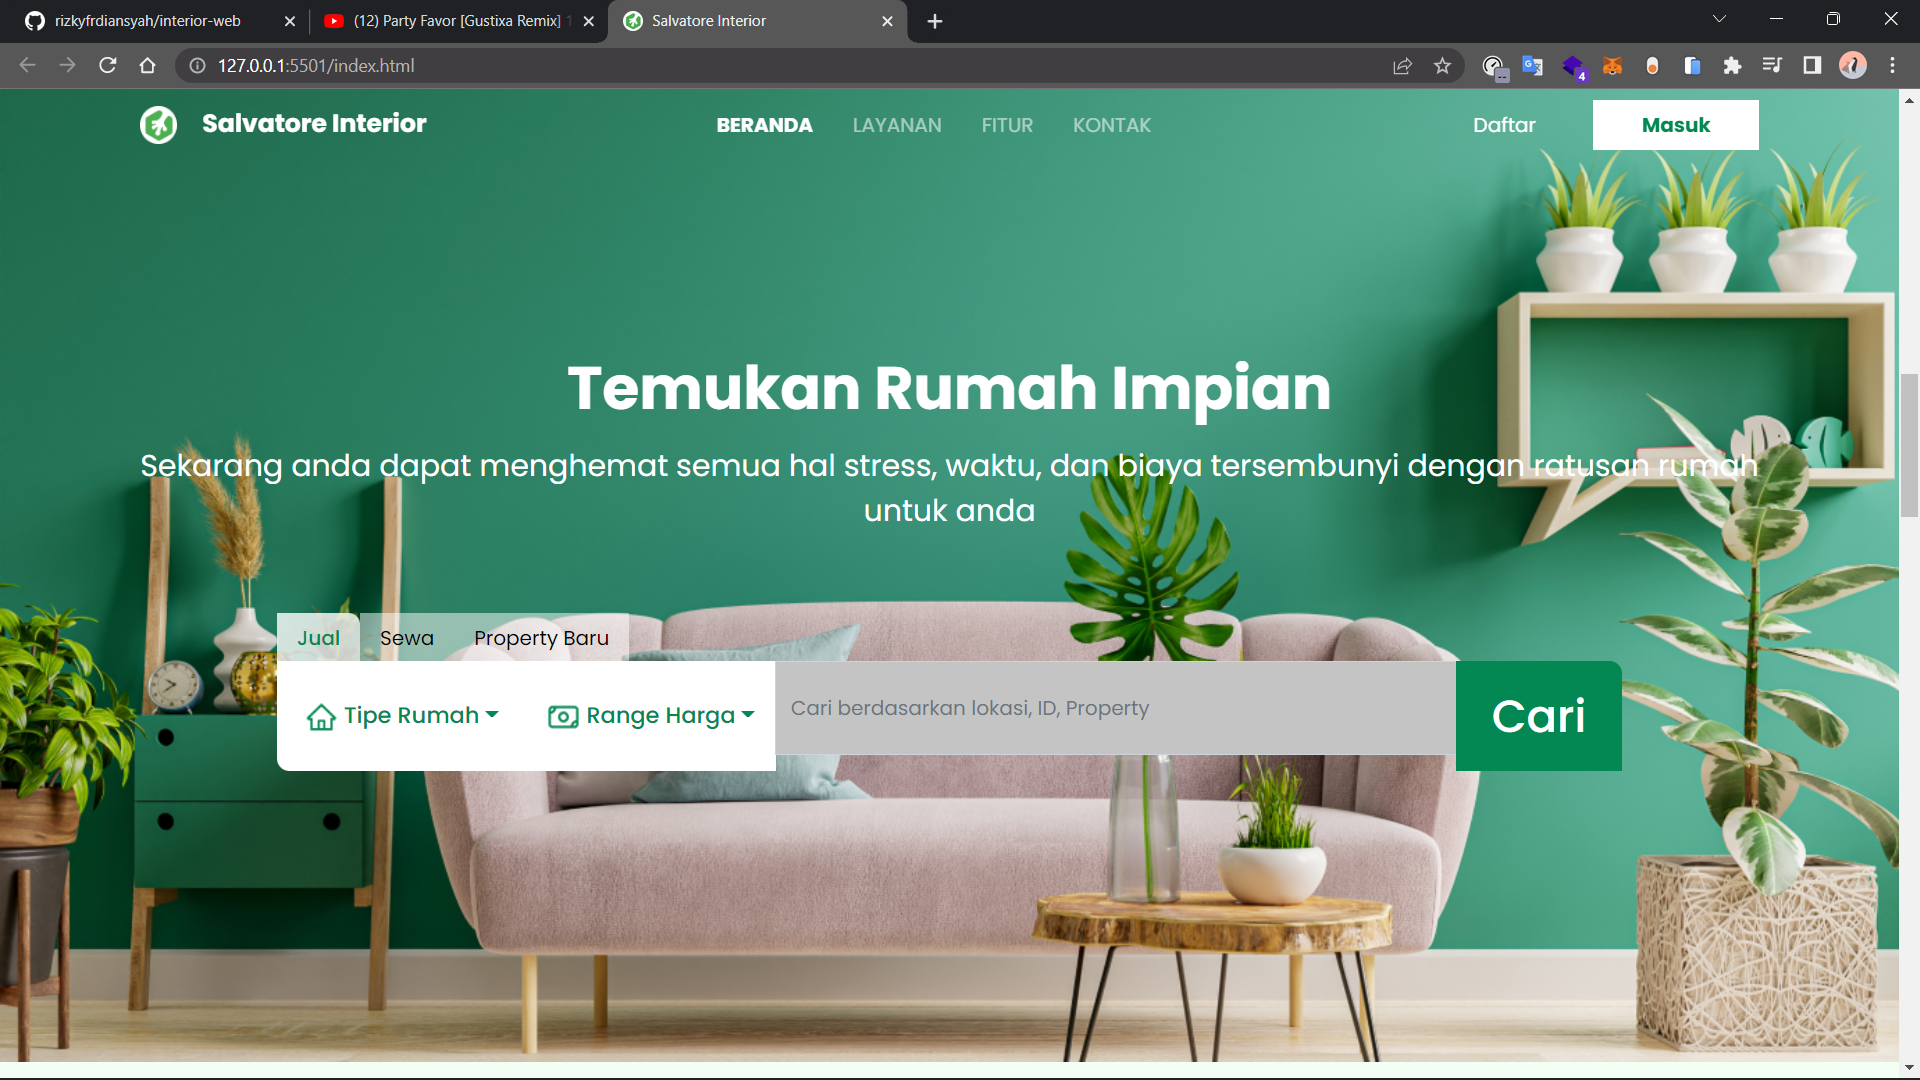 rizkyfrdiansyah/interior-web
(12) Party Favor [Gustixa Remix]
Salvatore Interior
127.0.0.1:5501/index.html
4
Salvatore Interior
BERANDA
LAYANAN
FITUR
KONTAK
Daftar
Masuk
Temukan Rumah Impian
Sekarang anda dapat menghemat semua hal stress, waktu, dan biaya tersembunyi dengan ratusan rumah
untuk anda
Jual
Sewa
Property Baru
Tipe Rumah
Range Harga
Cari berdasarkan lokasi, ID, Property
Cari